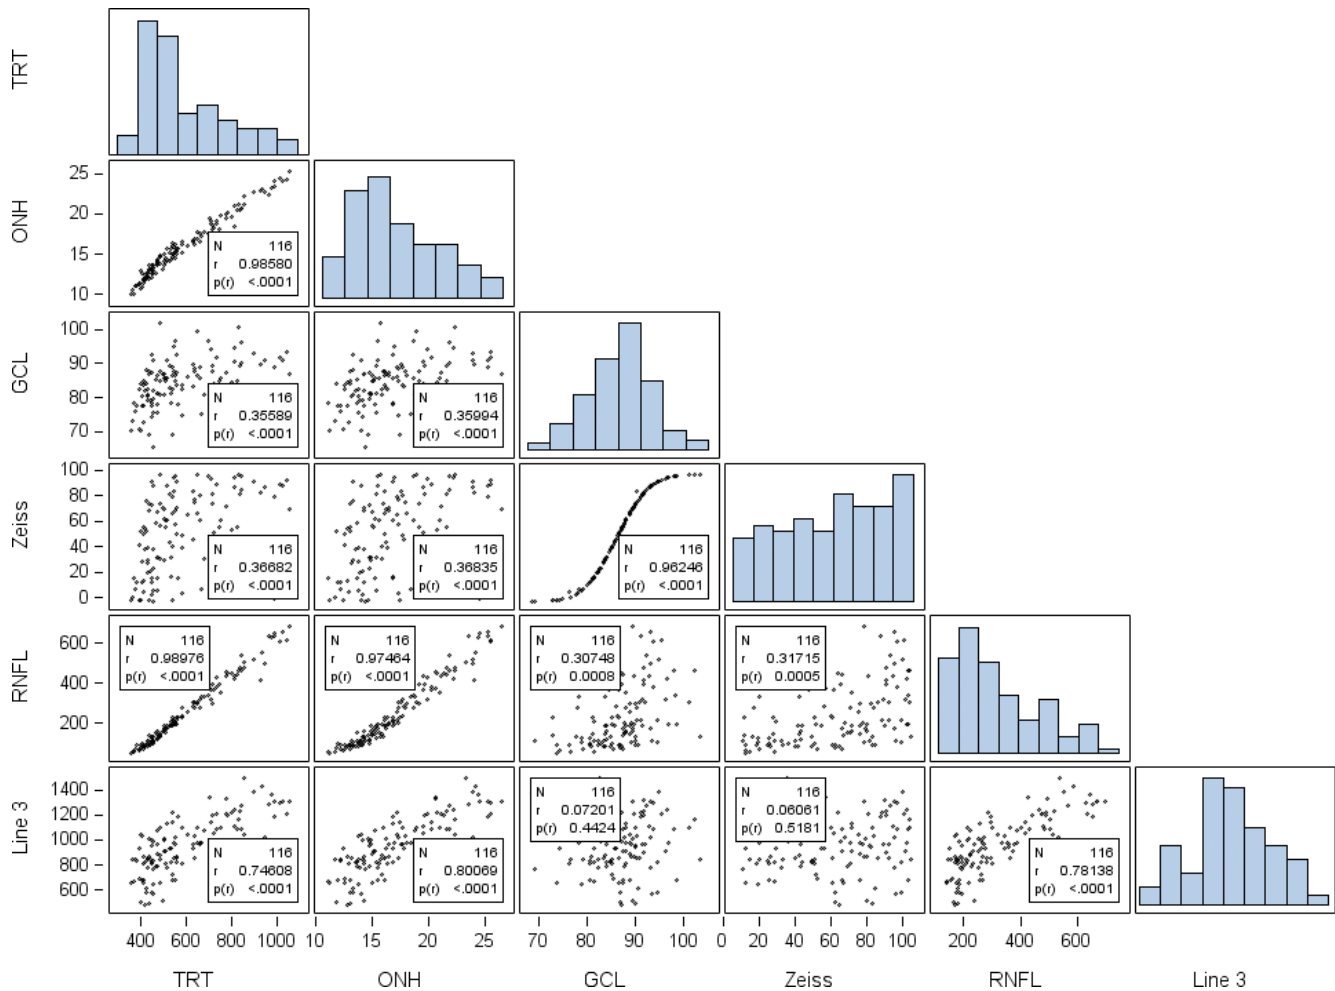 TRT
ONH
25
20
15
10
N 116
r 0.98580
p(r) <.0001
GCL
100
90
80
70
N 116
r 0.35589
p(r) <.0001
N 116
r 0.35994
p(r) <.0001
Zeiss
100
80
60
40
20
0
N 116
r 0.36682
p(r) <.0001
N 116
r 0.36835
p(r) <.0001
N 116
r 0.96246
p(r) <.0001
RNFL
600
400
200
N 116
r 0.98976
p(r) <.0001
N 116
r 0.97464
p(r) <.0001
N 116
r 0.30748
p(r) 0.0008
N 116
r 0.31715
p(r) 0.0005
Line 3
1400
1200
1000
800
600
N 116
r 0.74608
p(r) <.0001
N 116
r 0.80069
p(r) <.0001
N 116
r 0.07201
p(r) 0.4424
N 116
r 0.06061
p(r) 0.5181
N 116
r 0.78138
p(r) <.0001
400 600 800 1000 10 15 20 25 70 80 90 100 0 20 40 60 80 100 200 400 600
TRT ONH GCL Zeiss RNFL Line 3